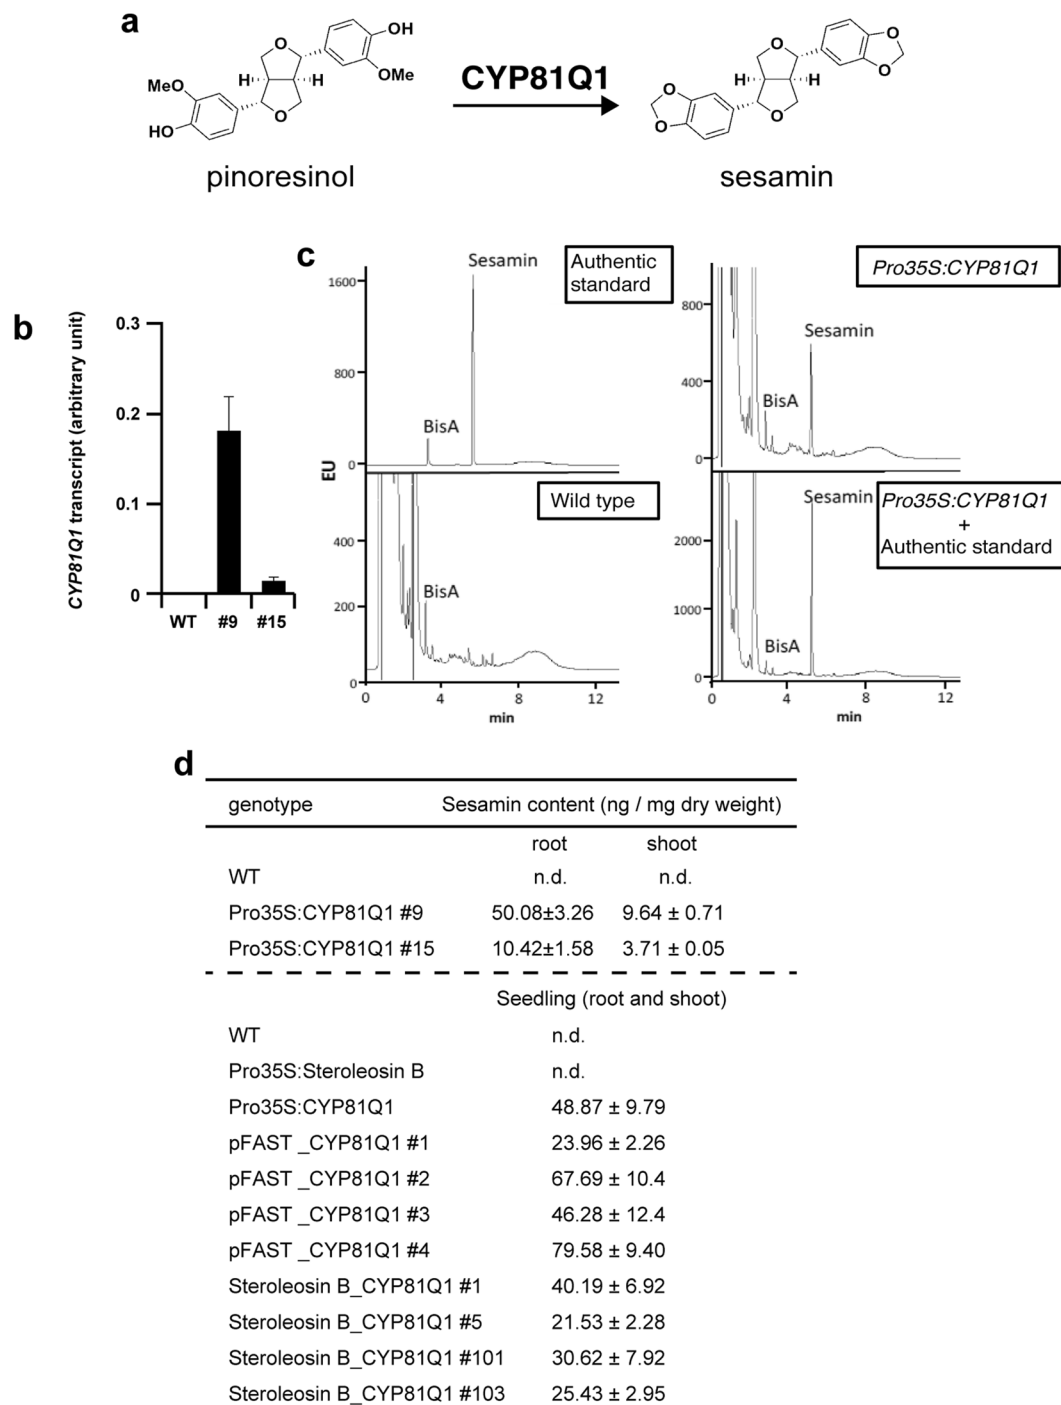 a
O
OH
OMe
H
H
MeO
HO
O
CYP81Q1
O
O
O
H
H
O
O
O
pinoresinol
sesamin
b
CYP81Q1 transcript (arbitrary unit)
0.3
0.2
0.1
0
WT #9 #15
c
EU
Sesamin
Authentic
standard
1600
800
0
BisA
Wild type
400
200
0
BisA
0 4 8 12
min
Pro35S:CYP81Q1
800
400
0
Sesamin
BisA
Sesamin
Pro35S:CYP81Q1
+
Authentic standard
2000
1000
0
BisA
0 4 8 12
min
d
genotype Sesamin content (ng / mg dry weight)
root shoot
WT n.d. n.d.
Pro35S:CYP81Q1 #9 50.08±3.26 9.64 ± 0.71
Pro35S:CYP81Q1 #15 10.42±1.58 3.71 ± 0.05
Seedling (root and shoot)
WT n.d.
Pro35S:Steroleosin B n.d.
Pro35S:CYP81Q1 48.87 ± 9.79
pFAST _CYP81Q1 #1 23.96 ± 2.26
pFAST _CYP81Q1 #2 67.69 ± 10.4
pFAST _CYP81Q1 #3 46.28 ± 12.4
pFAST _CYP81Q1 #4 79.58 ± 9.40
Steroleosin B_CYP81Q1 #1 40.19 ± 6.92
Steroleosin B_CYP81Q1 #5 21.53 ± 2.28
Steroleosin B_CYP81Q1 #101 30.62 ± 7.92
Steroleosin B_CYP81Q1 #103 25.43 ± 2.95